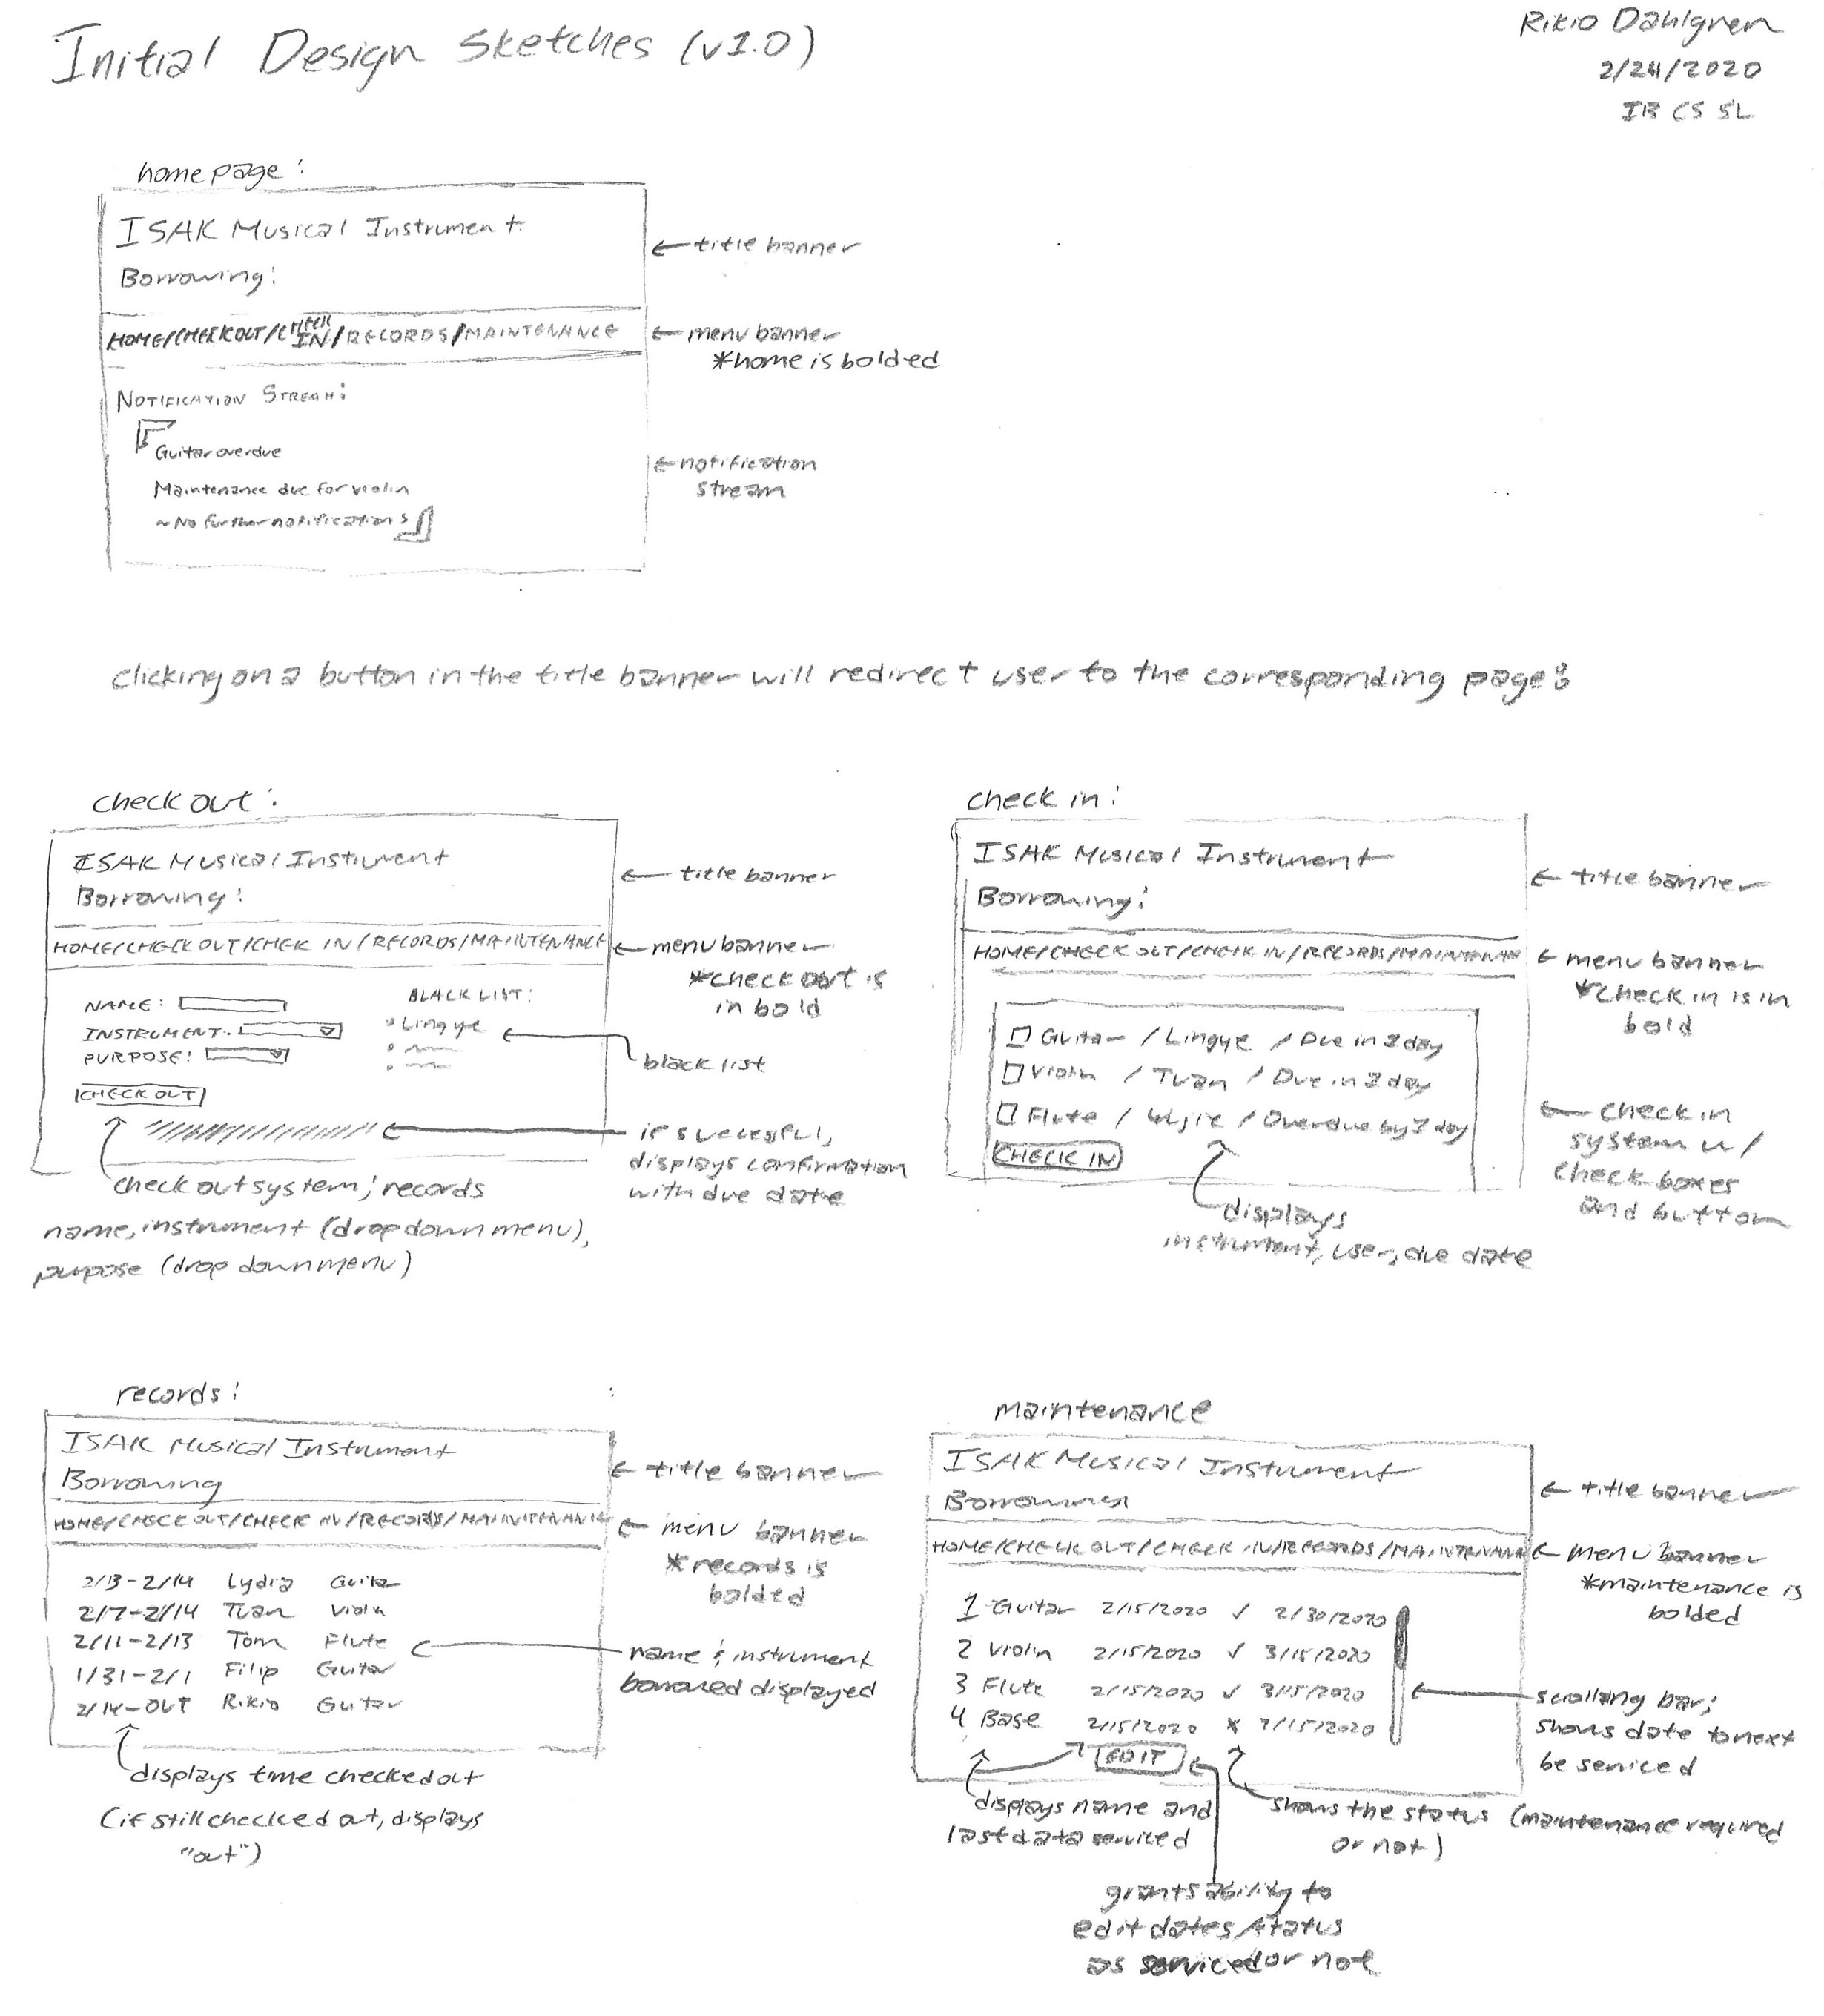 Initial Design Sketches (v1.0)
Rikio Dahlgren
2/24/2020
IB CS SL
home page:
ISAK Musical Instrument
Borrowing:
← title banner
HOME/CHECKOUT/CHECK IN/RECORDS/MAINTENANCE
← menu banner
*home is bolded
NOTIFICATION STREAM:
Guitar overdue
Maintenance due for violin
~No further notifications
← notification
stream
clicking on a button in the title banner will redirect user to the corresponding page:
check out:
ISAK Musical Instrument
Borrowing:
← title banner
HOME/CHECK OUT/CHEK IN/RECORDS/MAINTENANCE
← menu banner
*check out is
in bold
NAME:
INSTRUMENT:
PURPOSE:
BLACK LIST:
• Lingye
black list
CHECK OUT
if sucessful,
displays confirmation
with due date
check out system; records
name, instrument (drop down menu),
purpose (drop down menu)
check in:
ISAK Musical Instrument
Borrowing:
← title banner
HOME/CHECK OUT/CHECK IN/RECORDS/MAINTENAN
← menu banner
*check in is in
bold
Guitar / Lingye / Due in 2 day
Violin / Tuan / Due in 2 day
Flute / / Overdue by 2 day
CHECK IN
← check in
system w/
check boxes
and button
displays
instrument, user, due date
records:
ISAK Musical Instrument
Borrowing
← title banner
HOME/CHECK OUT/CHECK IN/RECORDS/MAINTENANCE
← menu banner
*records is
bolded
2/13-2/14 Lydia Guitar
2/7-2/14 Tuan Violin
2/11-2/13 Tom Flute
1/31-2/1 Filip Guitar
2/14-OUT Rikio Guitar
name & instrument
borrowed displayed
displays time checked out
(if still checked out, displays
"out")
maintenance
ISAK Musical Instrument
Borrowing
← title banner
HOME/CHECK OUT/CHECK IN/RECORDS/MAINTENANC
← menu banner
*maintenance is
bolded
1 Guitar 2/15/2020 ✓ 2/30/2020
2 Violin 2/15/2020 ✓ 3/15/2020
3 Flute 2/15/2020 ✓ 3/15/2020
4 Base 2/15/2020 x 2/15/2020
EDIT
scrolling bar;
shows date to next
be serviced
displays name and
last data serviced
shows the status (maintenance required
or not)
grants ability to
edit dates/status
as serviced or not